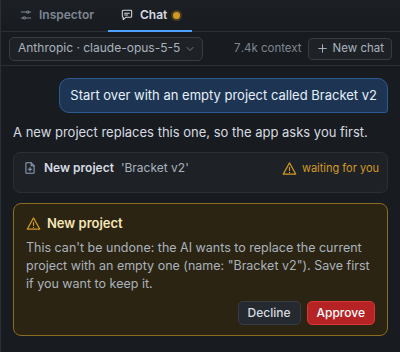 Inspector
Chat
Anthropic · claude-opus-5-5
7.4k context
+ New chat
Start over with an empty project called Bracket v2
A new project replaces this one, so the app asks you first.
New project 'Bracket v2'
waiting for you
New project
This can't be undone: the AI wants to replace the current
project with an empty one (name: "Bracket v2"). Save first
if you want to keep it.
Decline
Approve